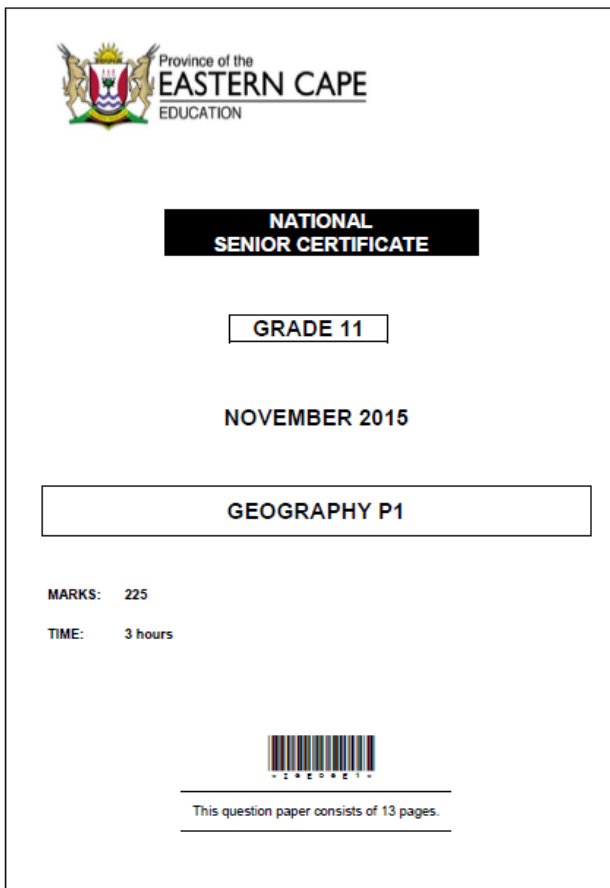 Province of the
EASTERN CAPE
EDUCATION
NATIONAL
SENIOR CERTIFICATE
GRADE 11
NOVEMBER 2015
GEOGRAPHY P1
MARKS: 225
TIME: 3 hours
This question paper consists of 13 pages.